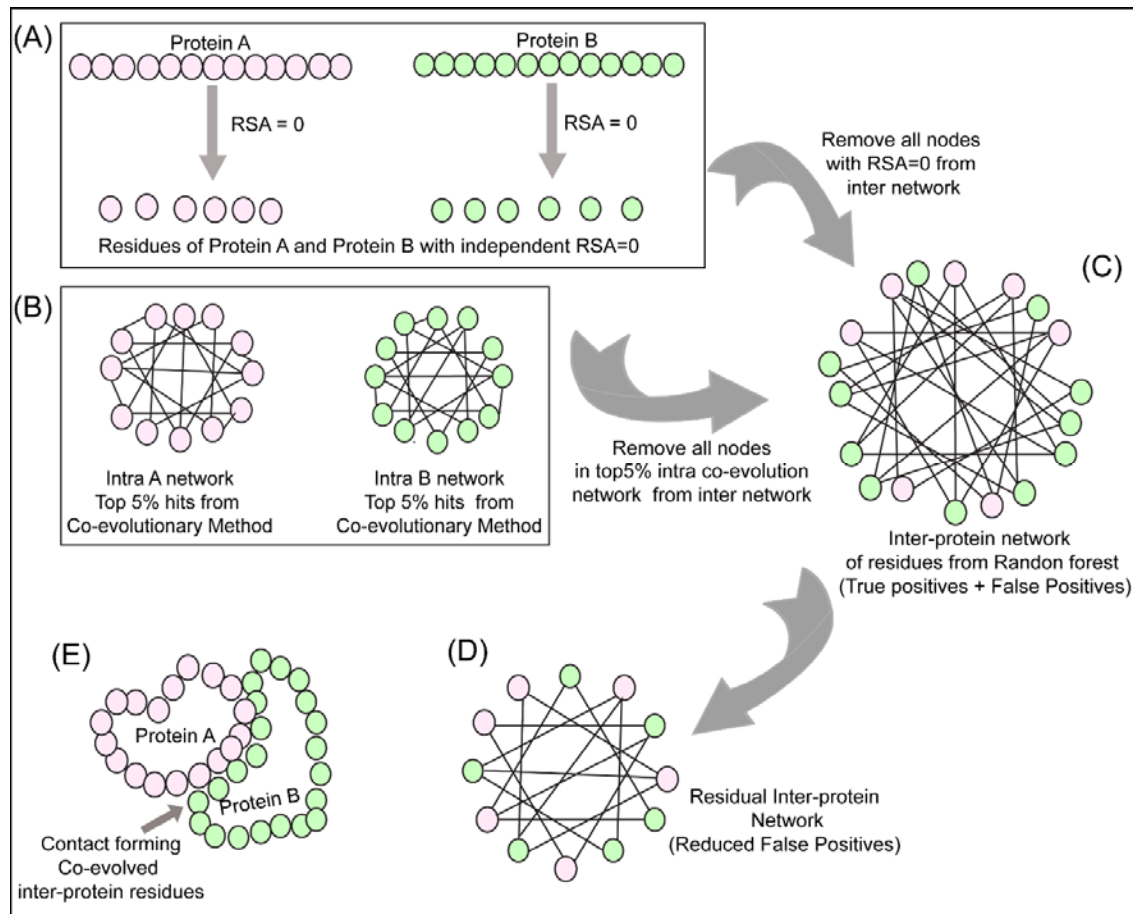 (A)
Protein A
Protein B
RSA = 0
RSA = 0
Residues of Protein A and Protein B with independent RSA=0
Remove all nodes
with RSA=0 from
inter network
(B)
Intra A network
Top 5% hits from
Co-evolutionary Method
Intra B network
Top 5% hits from
Co-evolutionary Method
Remove all nodes
in top5% intra co-evolution
network from inter network
(C)
Inter-protein network
of residues from Randon forest
(True positives + False Positives)
(D)
Residual Inter-protein
Network
(Reduced False Positives)
(E)
Protein A
Protein B
Contact forming
Co-evolved
inter-protein residues